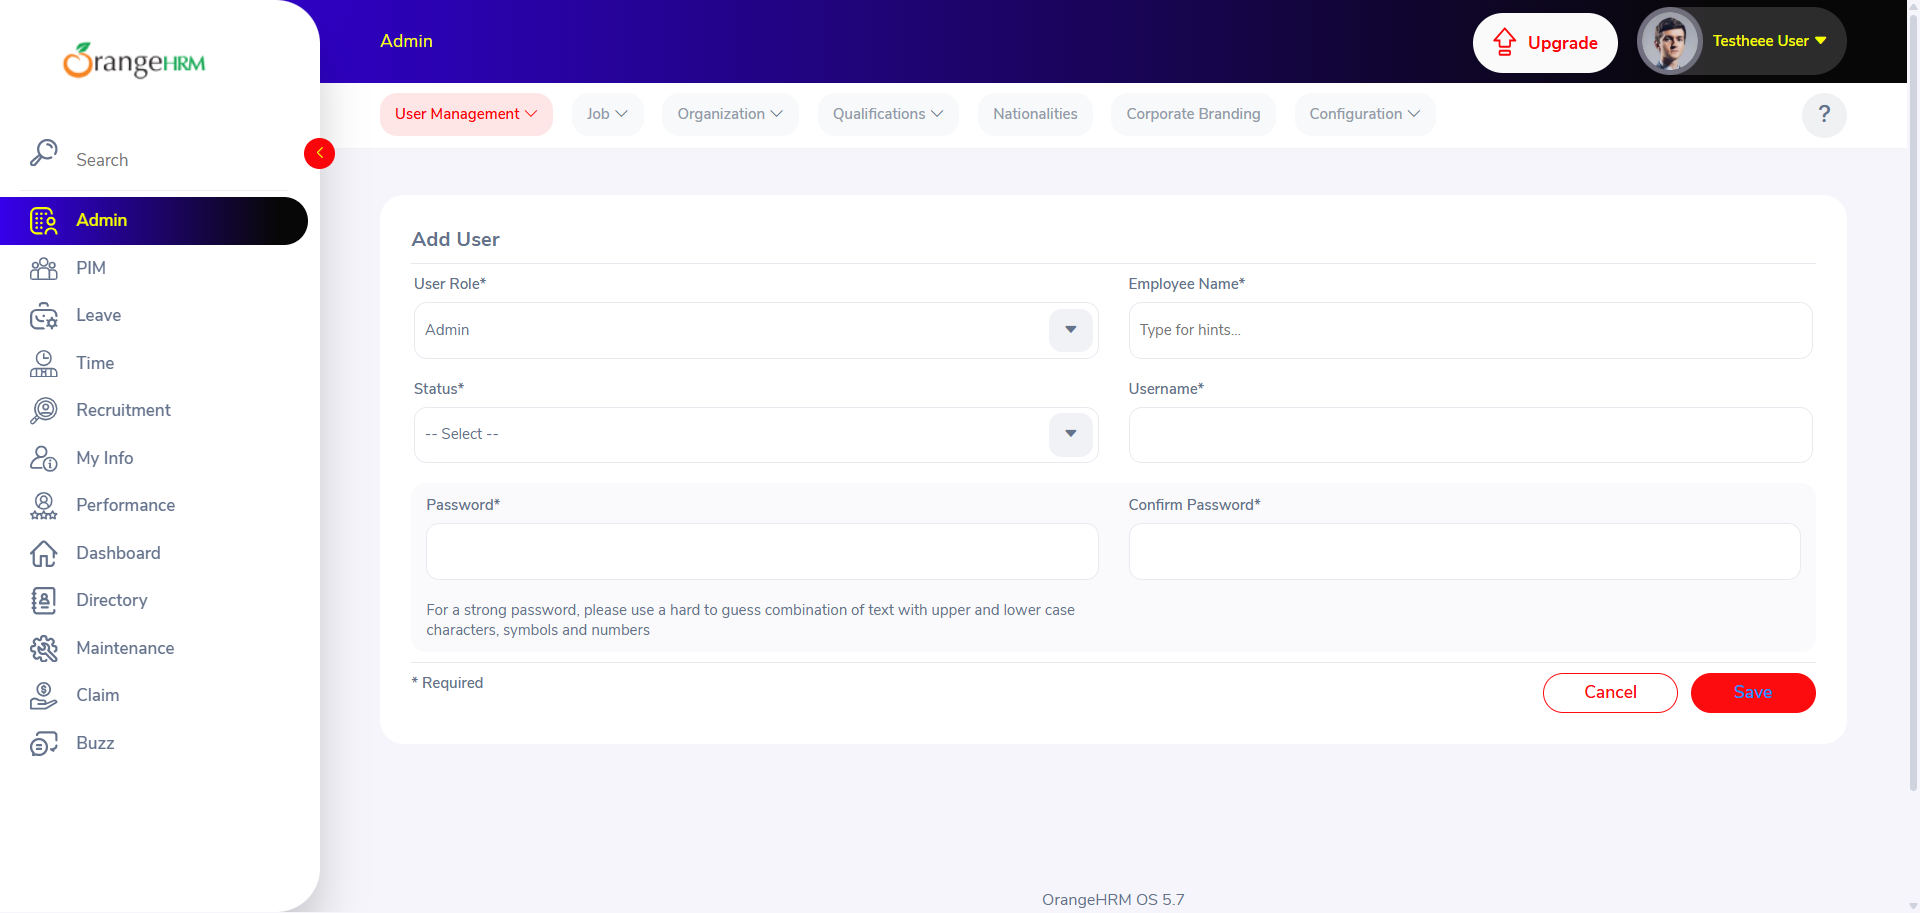 OrangeHRM
Admin
Upgrade
Testheee User
User Management
Job
Organization
Qualifications
Nationalities
Corporate Branding
Configuration
?
Search
Admin
PIM
Leave
Time
Recruitment
My Info
Performance
Dashboard
Directory
Maintenance
Claim
Buzz
Add User
User Role*
Employee Name*
Admin
Type for hints...
Status*
Username*
-- Select --
Password*
Confirm Password*
For a strong password, please use a hard to guess combination of text with upper and lower case
characters, symbols and numbers
* Required
Cancel
Save
OrangeHRM OS 5.7